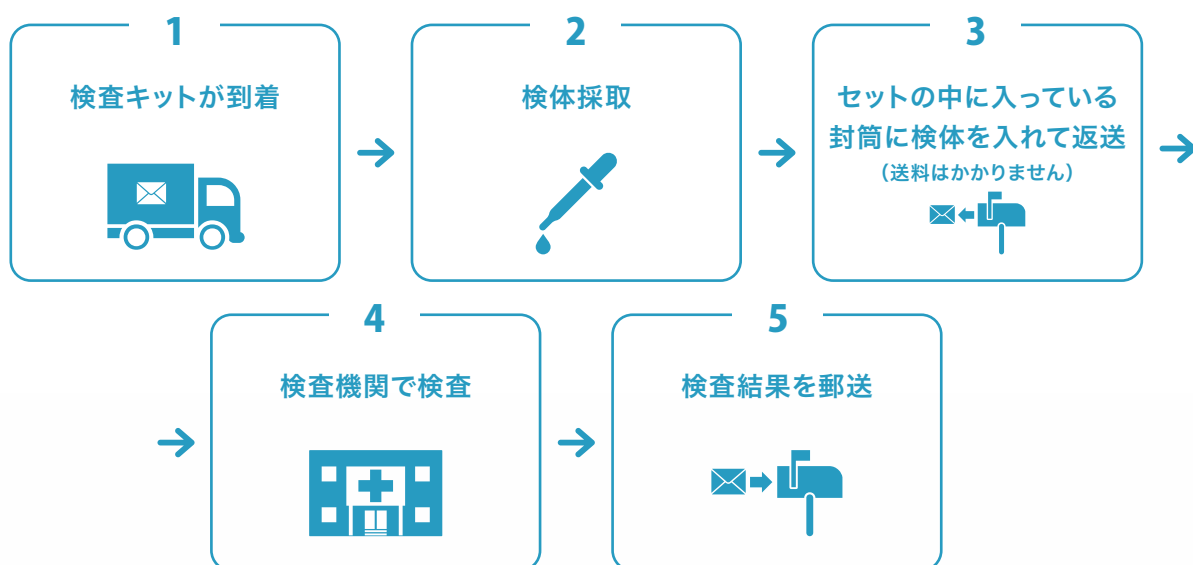 1
検査キットが到着
2
検体採取
3
セットの中に入っている
封筒に検体を入れて返送
(送料はかかりません)
4
検査機関で検査
5
検査結果を郵送